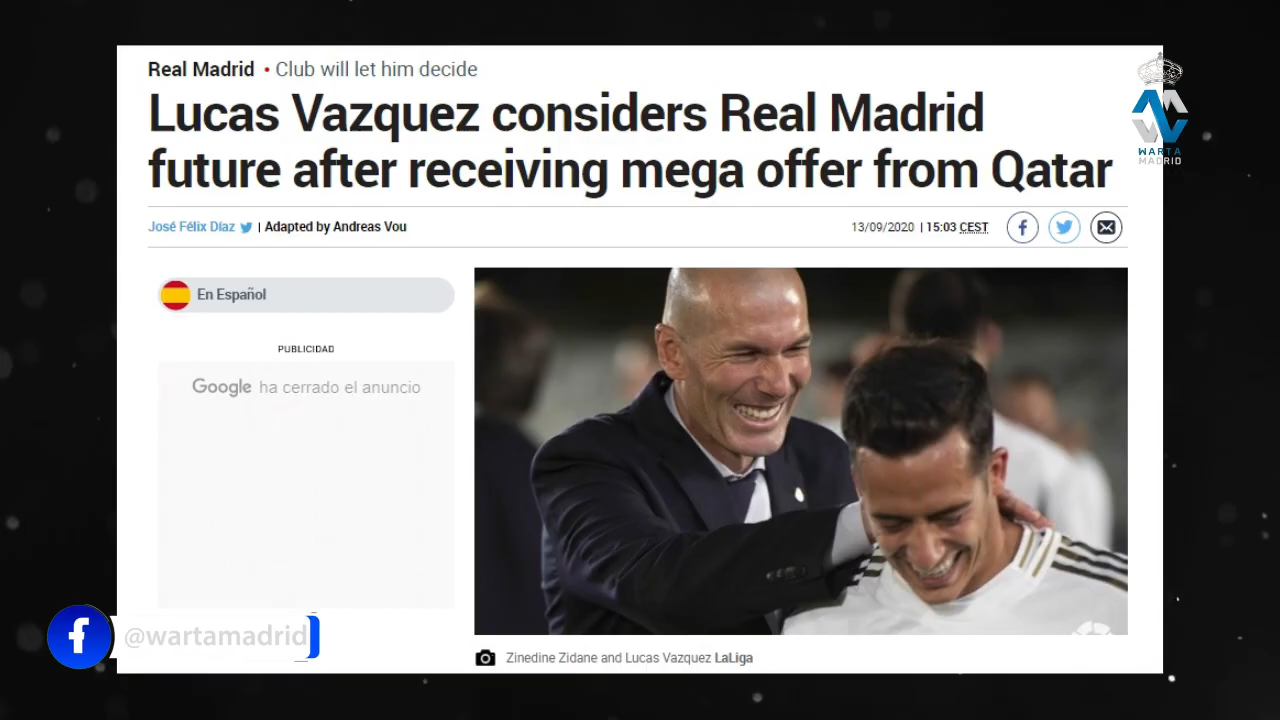 Real Madrid • Club will let him decide
Lucas Vazquez considers Real Madrid
future after receiving mega offer from Qatar
José Félix Díaz | Adapted by Andreas Vou
13/09/2020 | 15:03 CEST
En Español
PUBLICIDAD
Google ha cerrado el anuncio
Zinedine Zidane and Lucas Vazquez LaLiga
WARTA
MADRID
@wartamadrid